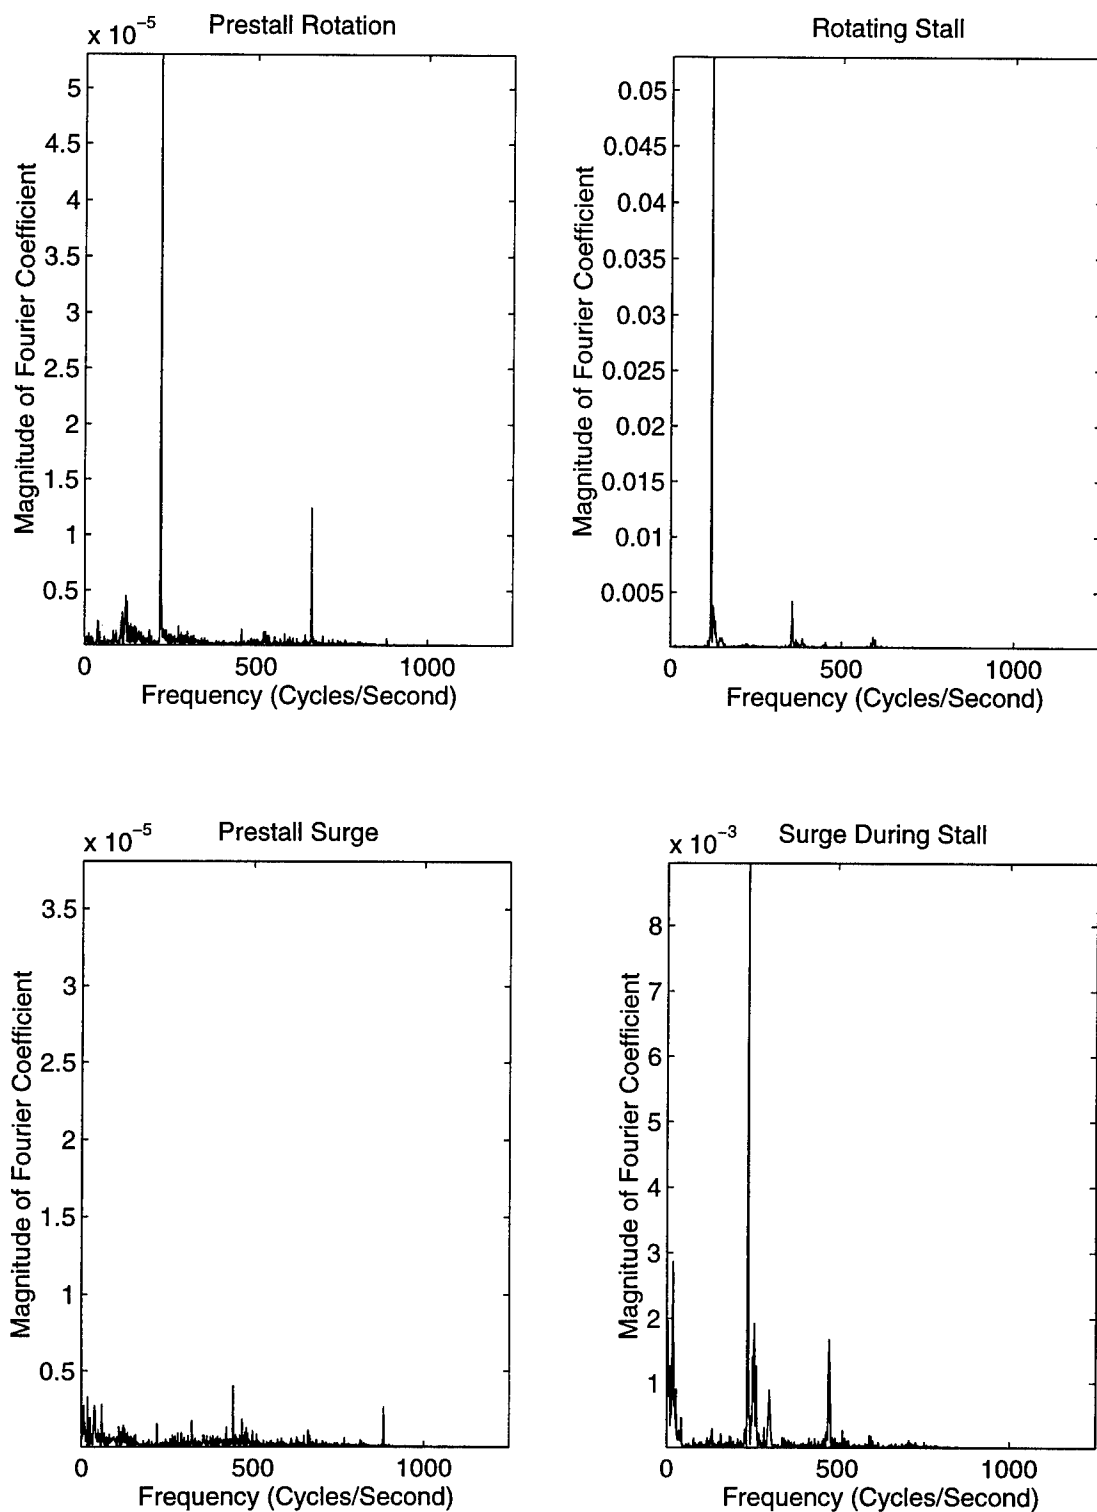 Prestall Rotation
x 10⁻⁵
5
4.5
4
3.5
3
2.5
2
1.5
1
0.5
Magnitude of Fourier Coefficient
0 500 1000
Frequency (Cycles/Second)
Rotating Stall
0.05
0.045
0.04
0.035
0.03
0.025
0.02
0.015
0.01
0.005
Magnitude of Fourier Coefficient
0 500 1000
Frequency (Cycles/Second)
Prestall Surge
x 10⁻⁵
3.5
3
2.5
2
1.5
1
0.5
Magnitude of Fourier Coefficient
0 500 1000
Frequency (Cycles/Second)
Surge During Stall
x 10⁻³
8
7
6
5
4
3
2
1
Magnitude of Fourier Coefficient
0 500 1000
Frequency (Cycles/Second)